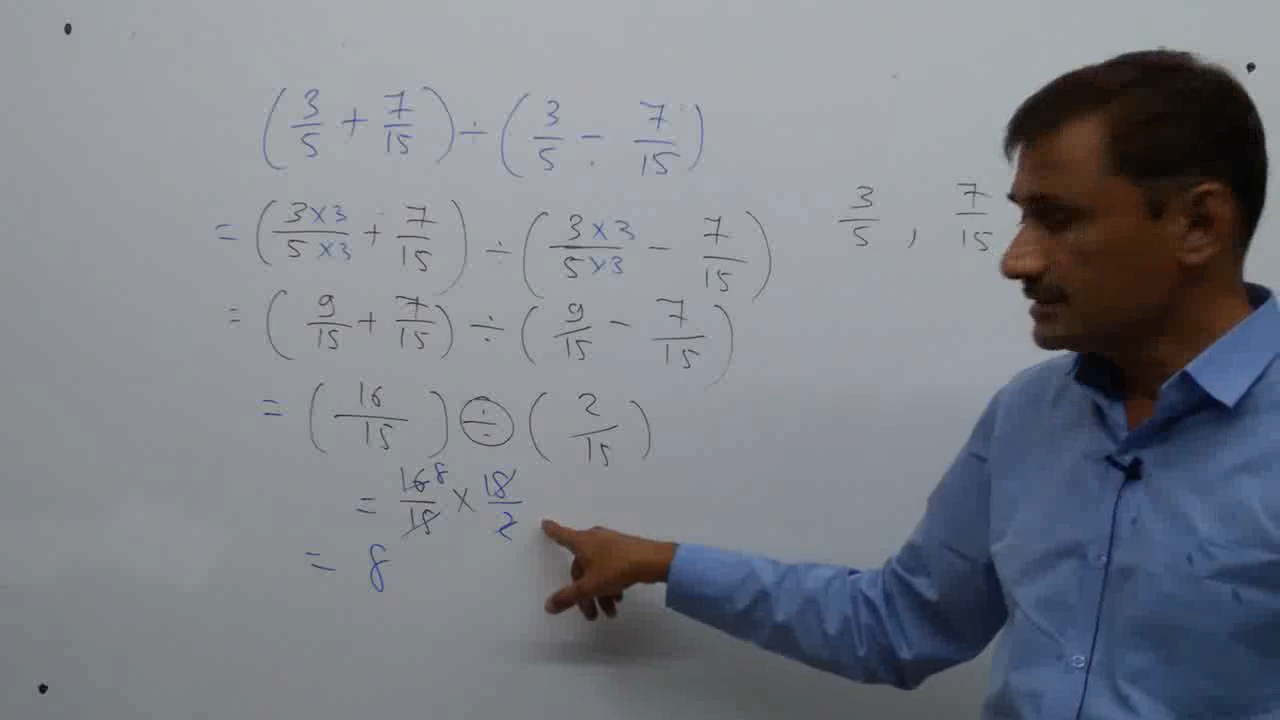 (3/5 + 7/15) ÷ (3/5 - 7/15)
= (3×3/5×3 + 7/15) ÷ (3×3/5×3 - 7/15)
3/5 , 7/15
= (9/15 + 7/15) ÷ (9/15 - 7/15)
= (16/15) ÷ (2/15)
= 16 8/15 × 15/2
= 8